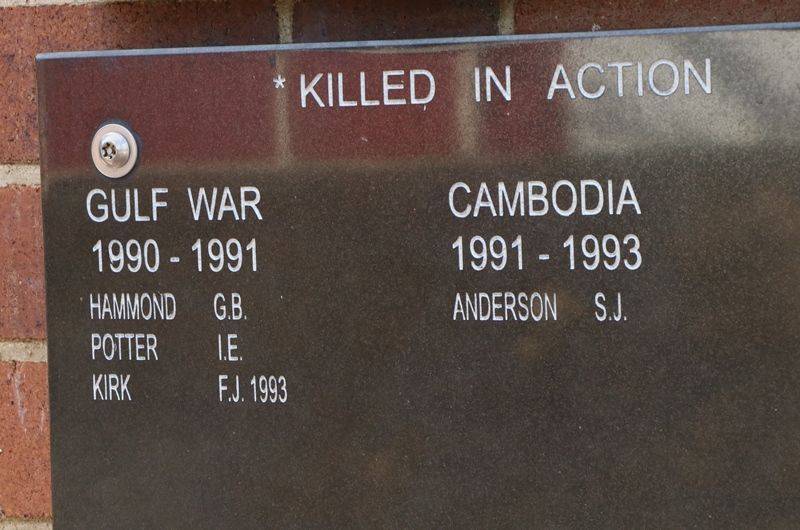 *KILLED IN ACTION
GULF WAR
1990 - 1991
HAMMOND G.B.
POTTER I.E.
KIRK F.J. 1993
CAMBODIA
1991 - 1993
ANDERSON S.J.